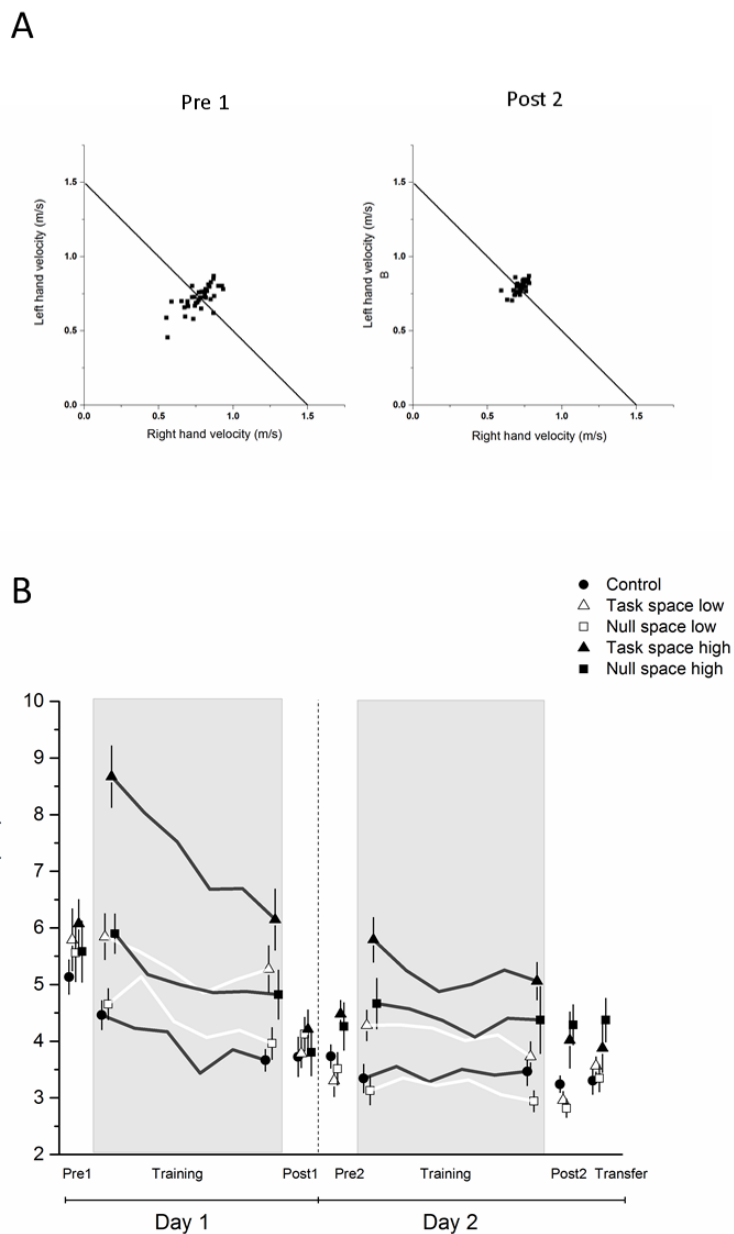 A
Pre 1
Post 2
1.5
1.0
0.5
0.0
0.0 0.5 1.0 1.5
Left hand velocity (m/s)
Right hand velocity (m/s)
1.5
1.0
0.5
0.0
0.0 0.5 1.0 1.5
Left hand velocity (m/s)
B
Right hand velocity (m/s)
B
Control
Task space low
Null space low
Task space high
Null space high
10
9
8
7
6
5
4
3
2
Pre1 Training Post1 Pre2 Training Post2 Transfer
Day 1 Day 2